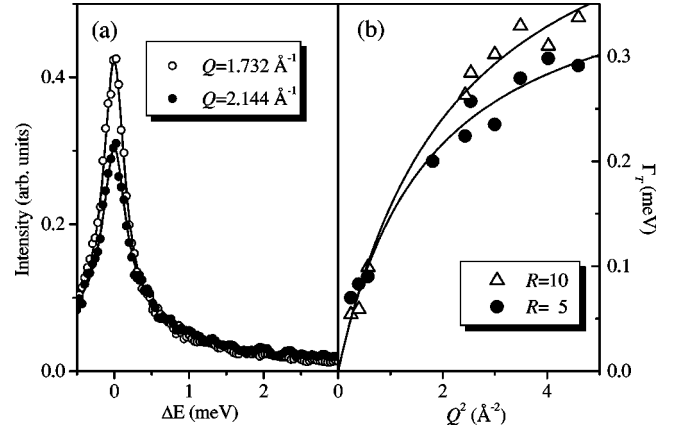 (a)
Q=1.732 Å⁻¹
Q=2.144 Å⁻¹
Intensity (arb. units)
0.4
0.2
0.0
0
1
2
ΔE (meV)
(b)
R=10
R= 5
0
2
4
Q² (Å⁻²)
0.3
0.2
0.1
0.0
Γ_T (meV)